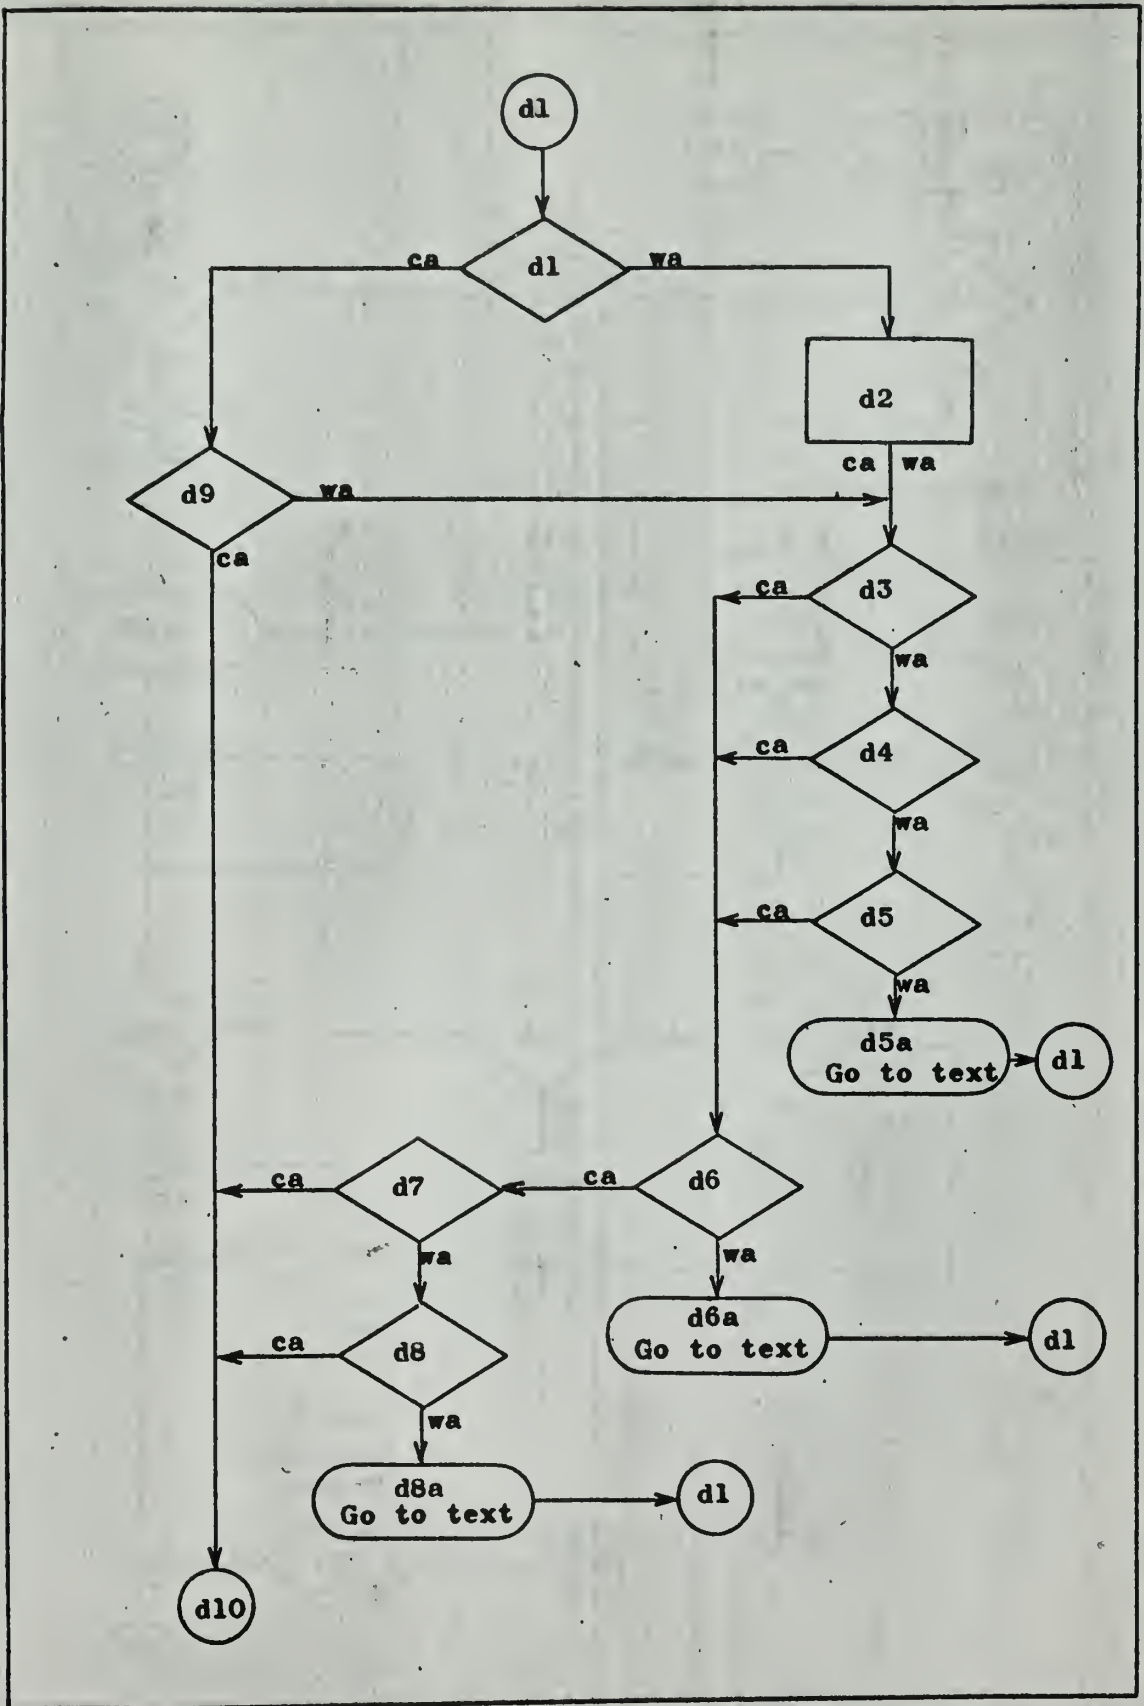 d1
ca d1 wa
d2
ca wa
d9 wa
ca
ca d3
wa
ca d4
wa
ca d5
wa
d5a
Go to text
d1
ca d7 ca d6
wa wa
d6a
Go to text
d1
ca d8
wa
d8a
Go to text
d1
d10